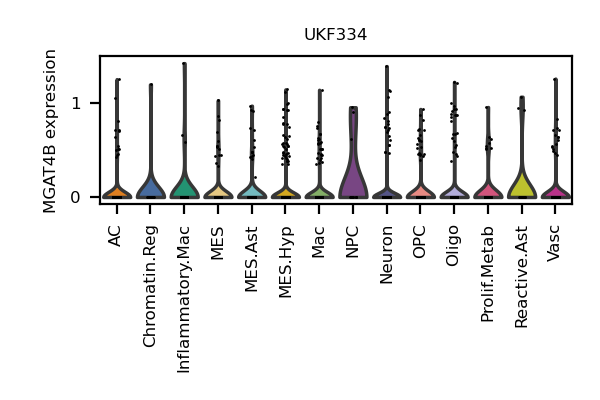 UKF334
MGAT4B expression
1
0
AC
Chromatin.Reg
Inflammatory.Mac
MES
MES.Ast
MES.Hyp
Mac
NPC
Neuron
OPC
Oligo
Prolif.Metab
Reactive.Ast
Vasc